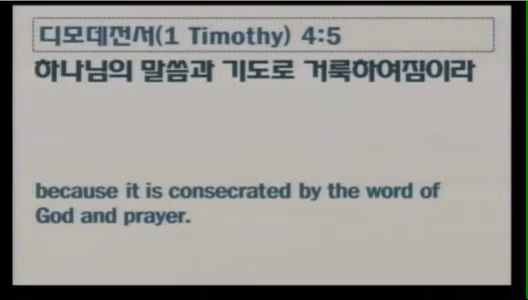 디모데전서(1 Timothy) 4:5
하나님의 말씀과 기도로 거룩하여짐이라
because it is consecrated by the word of
God and prayer.